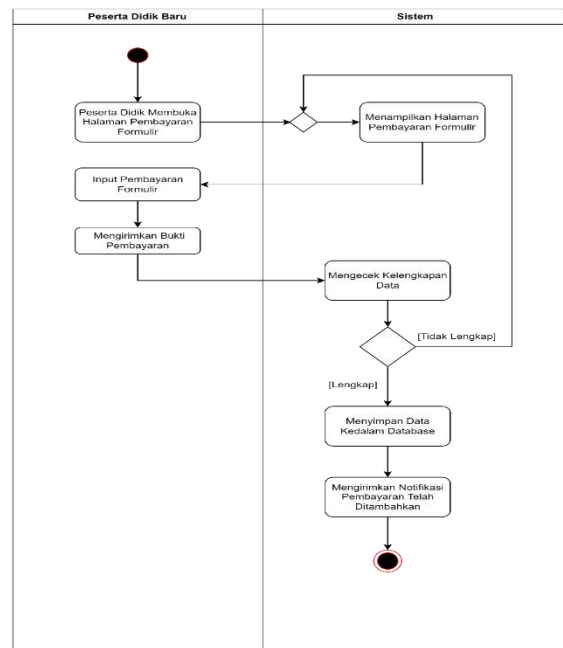 Peserta Didik Baru
Sistem
Peserta Didik Membuka
Halaman Pembayaran
Formulir
Menampilkan Halaman
Pembayaran Formulir
Input Pembayaran
Formulir
Mengirimkan Bukti
Pembayaran
Mengecek Kelengkapan
Data
[Tidak Lengkap]
[Lengkap]
Menyimpan Data
Kedalam Database
Mengirimkan Notifikasi
Pembayaran Telah
Ditambahkan